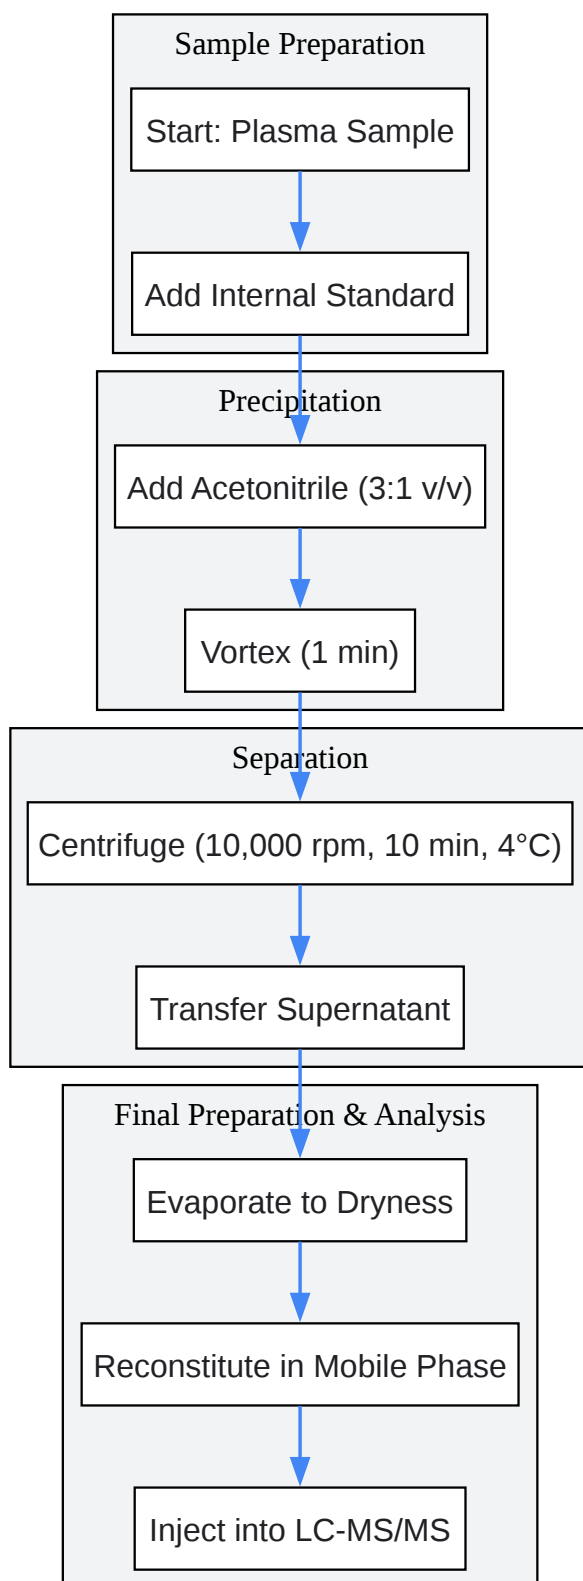 Sample Preparation
Start: Plasma Sample
Add Internal Standard
Precipitation
Add Acetonitrile (3:1 v/v)
Vortex (1 min)
Separation
Centrifuge (10,000 rpm, 10 min, 4°C)
Transfer Supernatant
Final Preparation & Analysis
Evaporate to Dryness
Reconstitute in Mobile Phase
Inject into LC-MS/MS